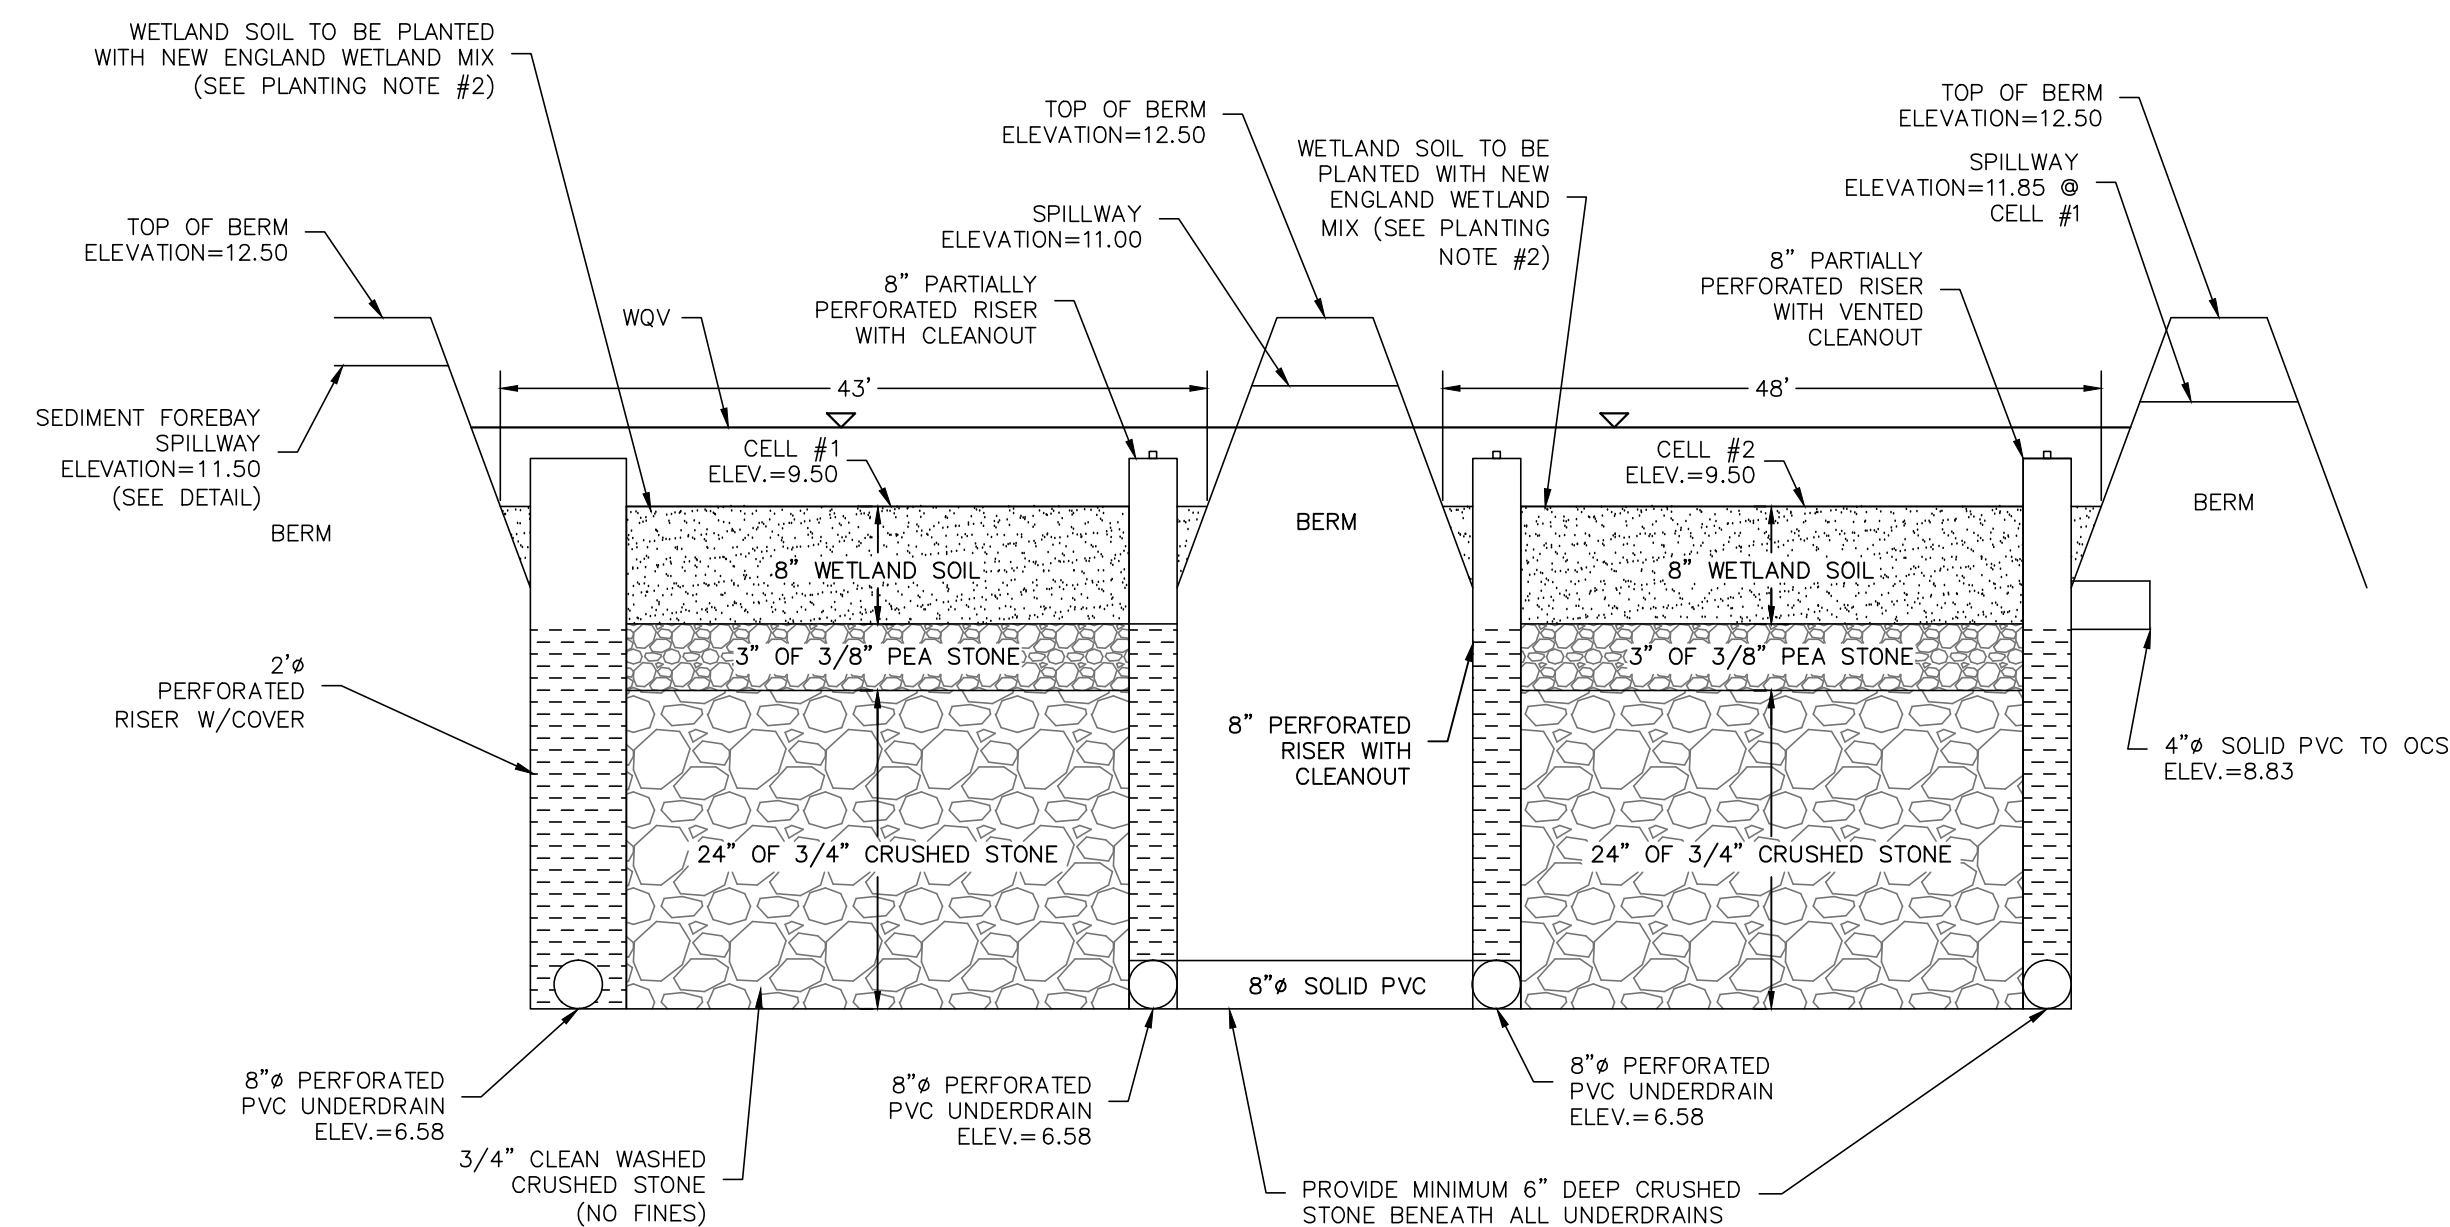 WETLAND SOIL TO BE PLANTED
WITH NEW ENGLAND WETLAND MIX
(SEE PLANTING NOTE #2)
TOP OF BERM
ELEVATION=12.50
SEDIMENT FOREBAY
SPILLWAY
ELEVATION=11.50
(SEE DETAIL)
BERM
WQV
43'
CELL #1
ELEV.=9.50
8" PARTIALLY
PERFORATED RISER
WITH CLEANOUT
SPILLWAY
ELEVATION=11.00
TOP OF BERM
ELEVATION=12.50
BERM
WETLAND SOIL TO BE
PLANTED WITH NEW
ENGLAND WETLAND
MIX (SEE PLANTING
NOTE #2)
48'
CELL #2
ELEV.=9.50
8" PARTIALLY
PERFORATED RISER
WITH VENTED
CLEANOUT
TOP OF BERM
ELEVATION=12.50
SPILLWAY
ELEVATION=11.85 @
CELL #1
BERM
8" WETLAND SOIL
3" OF 3/8" PEA STONE
24" OF 3/4" CRUSHED STONE
8" WETLAND SOIL
3" OF 3/8" PEA STONE
24" OF 3/4" CRUSHED STONE
2'ø
PERFORATED
RISER W/COVER
8" PERFORATED
RISER WITH
CLEANOUT
8"ø SOLID PVC
4"ø SOLID PVC TO OCS
ELEV.=8.83
8"ø PERFORATED
PVC UNDERDRAIN
ELEV.=6.58
3/4" CLEAN WASHED
CRUSHED STONE
(NO FINES)
8"ø PERFORATED
PVC UNDERDRAIN
ELEV.=6.58
8"ø PERFORATED
PVC UNDERDRAIN
ELEV.=6.58
PROVIDE MINIMUM 6" DEEP CRUSHED
STONE BENEATH ALL UNDERDRAINS